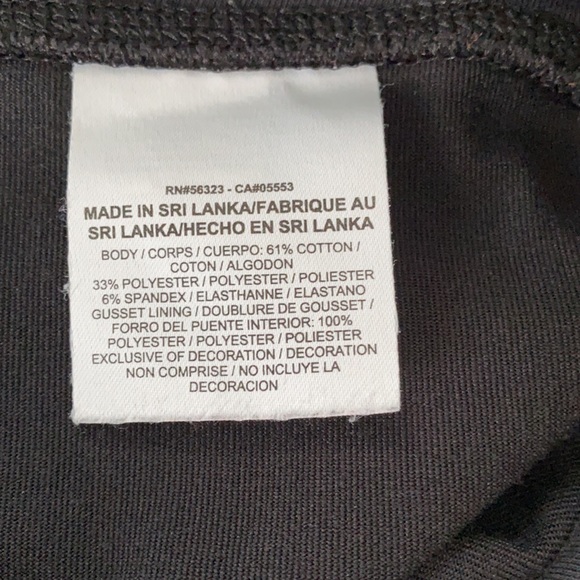 RN#56323 - CA#05553
MADE IN SRI LANKA/FABRIQUE AU
SRI LANKA/HECHO EN SRI LANKA
BODY / CORPS / CUERPO: 61% COTTON /
COTON / ALGODON
33% POLYESTER / POLYESTER / POLIESTER
6% SPANDEX / ELASTHANNE / ELASTANO
GUSSET LINING / DOUBLURE DE GOUSSET /
FORRO DEL PUENTE INTERIOR: 100%
POLYESTER / POLYESTER / POLIESTER
EXCLUSIVE OF DECORATION / DECORATION
NON COMPRISE / NO INCLUYE LA
DECORACION